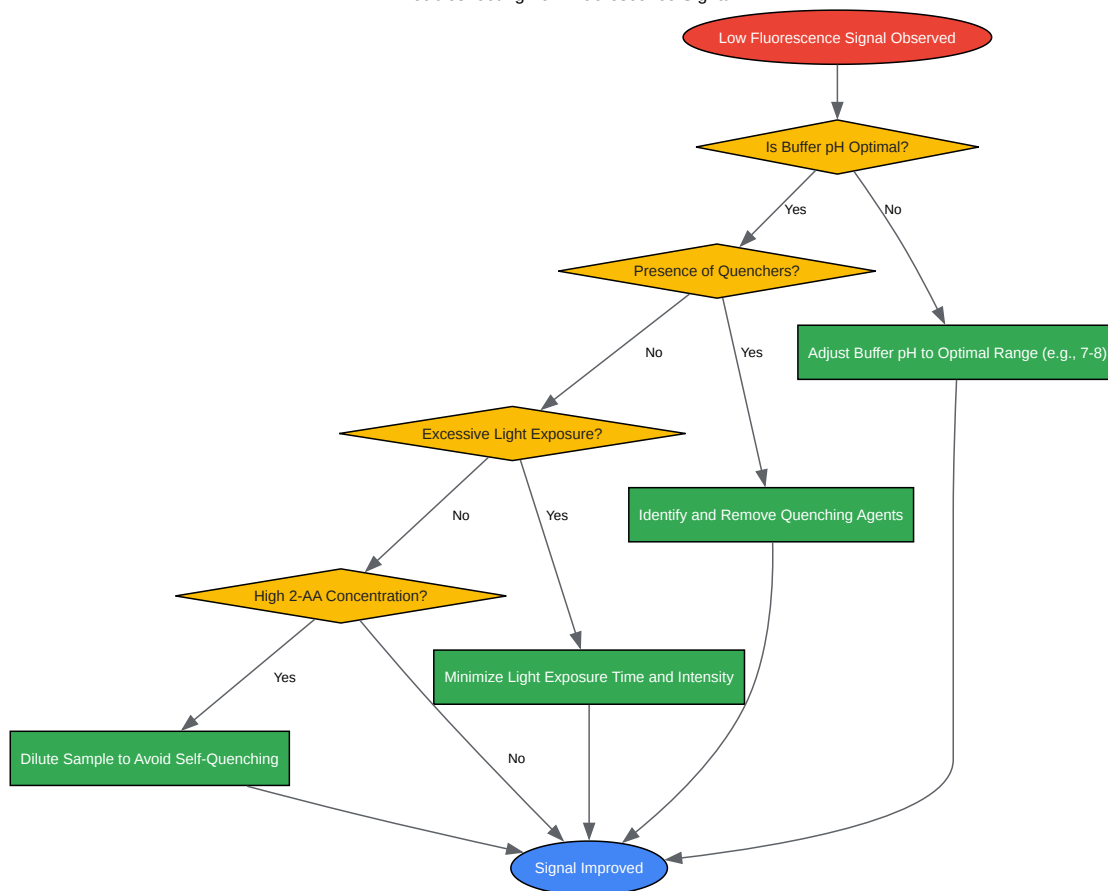 Low Fluorescence Signal Observed
Is Buffer pH Optimal?
Yes
No
Presence of Quenchers?
No
Yes
Adjust Buffer pH to Optimal Range (e.g., 7-8)
Excessive Light Exposure?
No
Yes
Identify and Remove Quenching Agents
High 2-AA Concentration?
Yes
Minimize Light Exposure Time and Intensity
Dilute Sample to Avoid Self-Quenching
No
Signal Improved